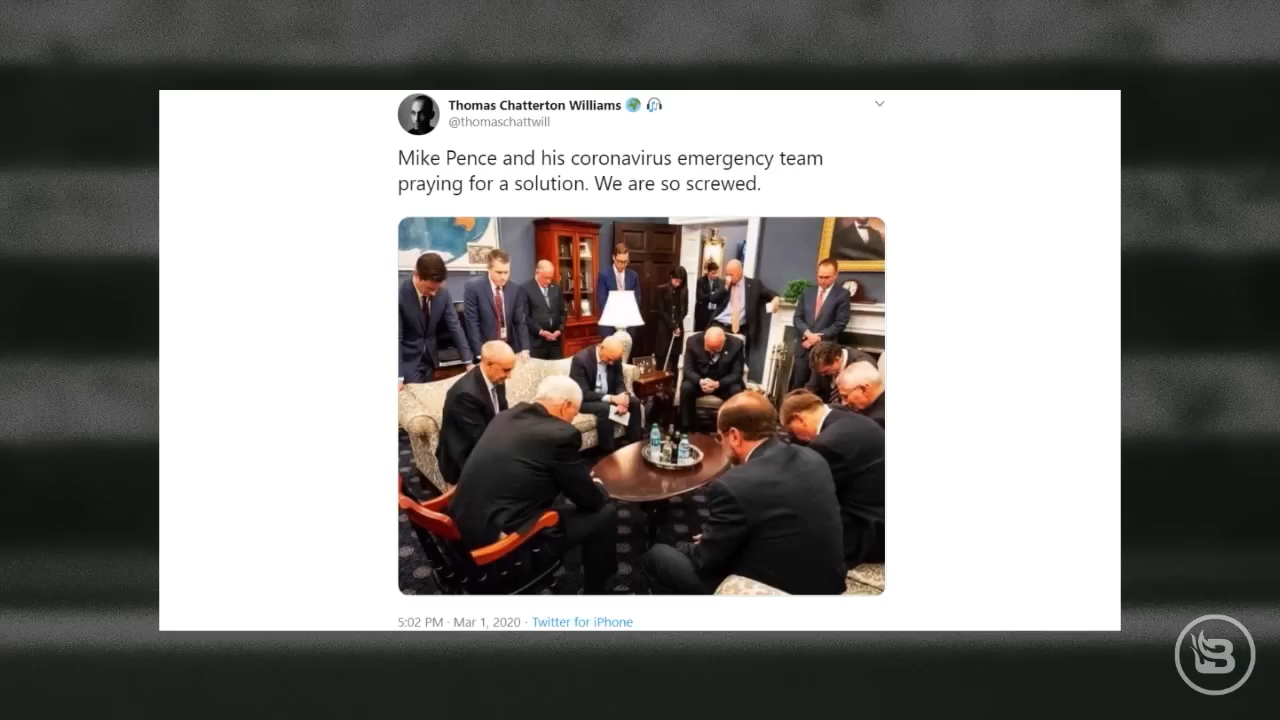 Thomas Chatterton Williams
@thomaschattwill
Mike Pence and his coronavirus emergency team
praying for a solution. We are so screwed.
5:02 PM · Mar 1, 2020 · Twitter for iPhone
B